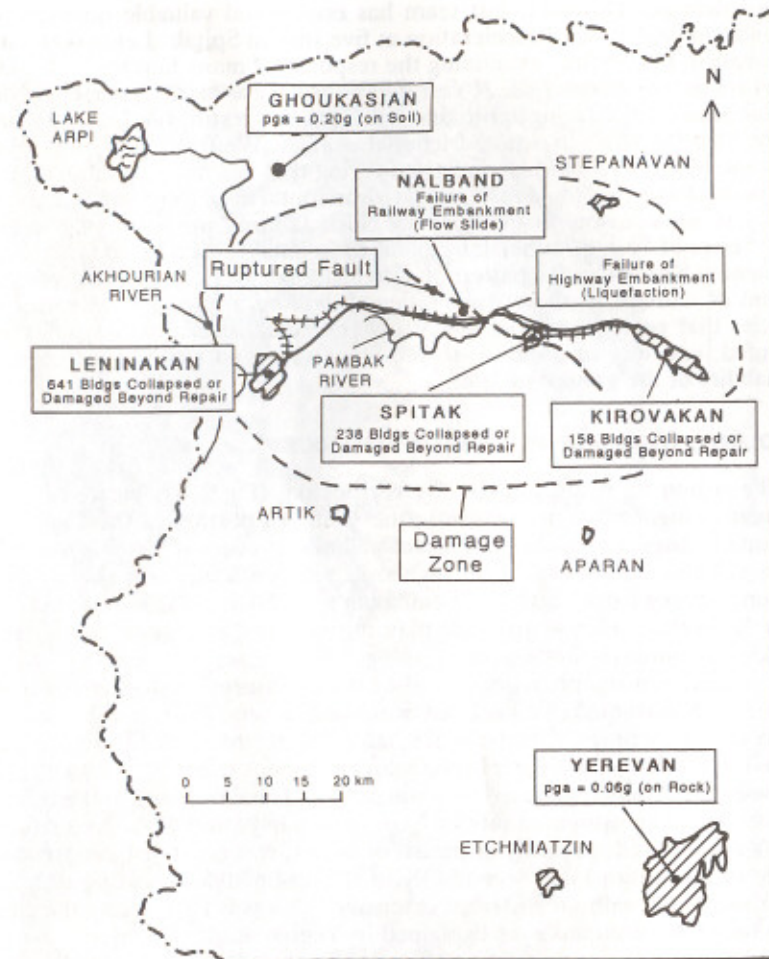 N
GHOUKASIAN
pga = 0.20g (on Soil)
LAKE
ARPI
STEPANAVAN
NALBAND
Failure of
Railway Embankment
(Flow Slide)
Ruptured Fault
Failure of
Highway Embankment
(Liquefaction)
AKHOURIAN
RIVER
LENINAKAN
641 Bldgs Collapsed or
Damaged Beyond Repair
PAMBAK
RIVER
SPITAK
238 Bldgs Collapsed or
Damaged Beyond Repair
KIROVAKAN
158 Bldgs Collapsed or
Damaged Beyond Repair
ARTIK
Damage
Zone
APARAN
YEREVAN
pga = 0.06g (on Rock)
0 5 10 15 20 km
ETCHMIATZIN